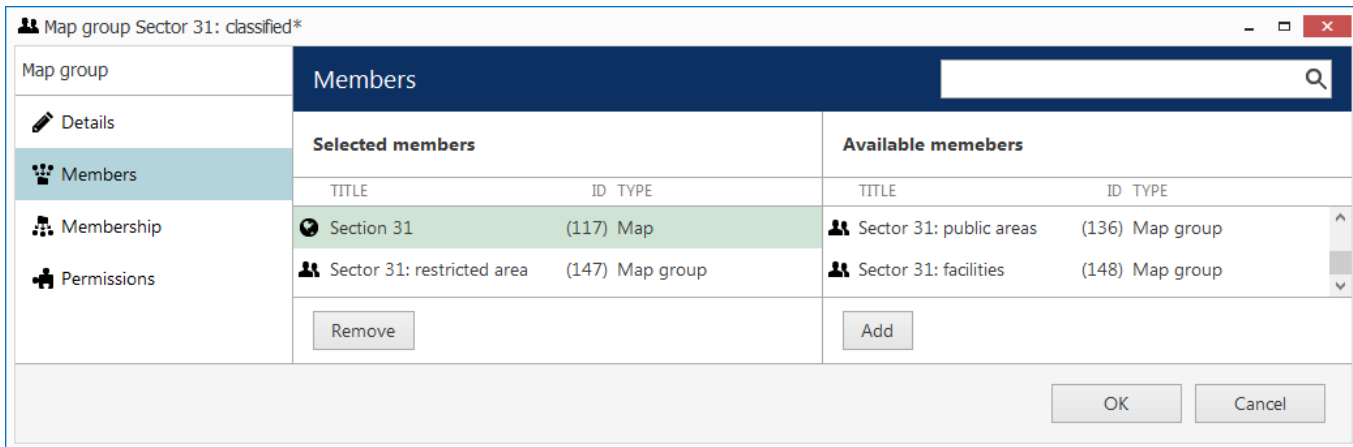 Map group Sector 31: classified*
Map group
Members
Details
Members
Membership
Permissions
Selected members
TITLE ID TYPE
Section 31 (117) Map
Sector 31: restricted area (147) Map group
Remove
Available memebers
TITLE ID TYPE
Sector 31: public areas (136) Map group
Sector 31: facilities (148) Map group
Add
OK
Cancel